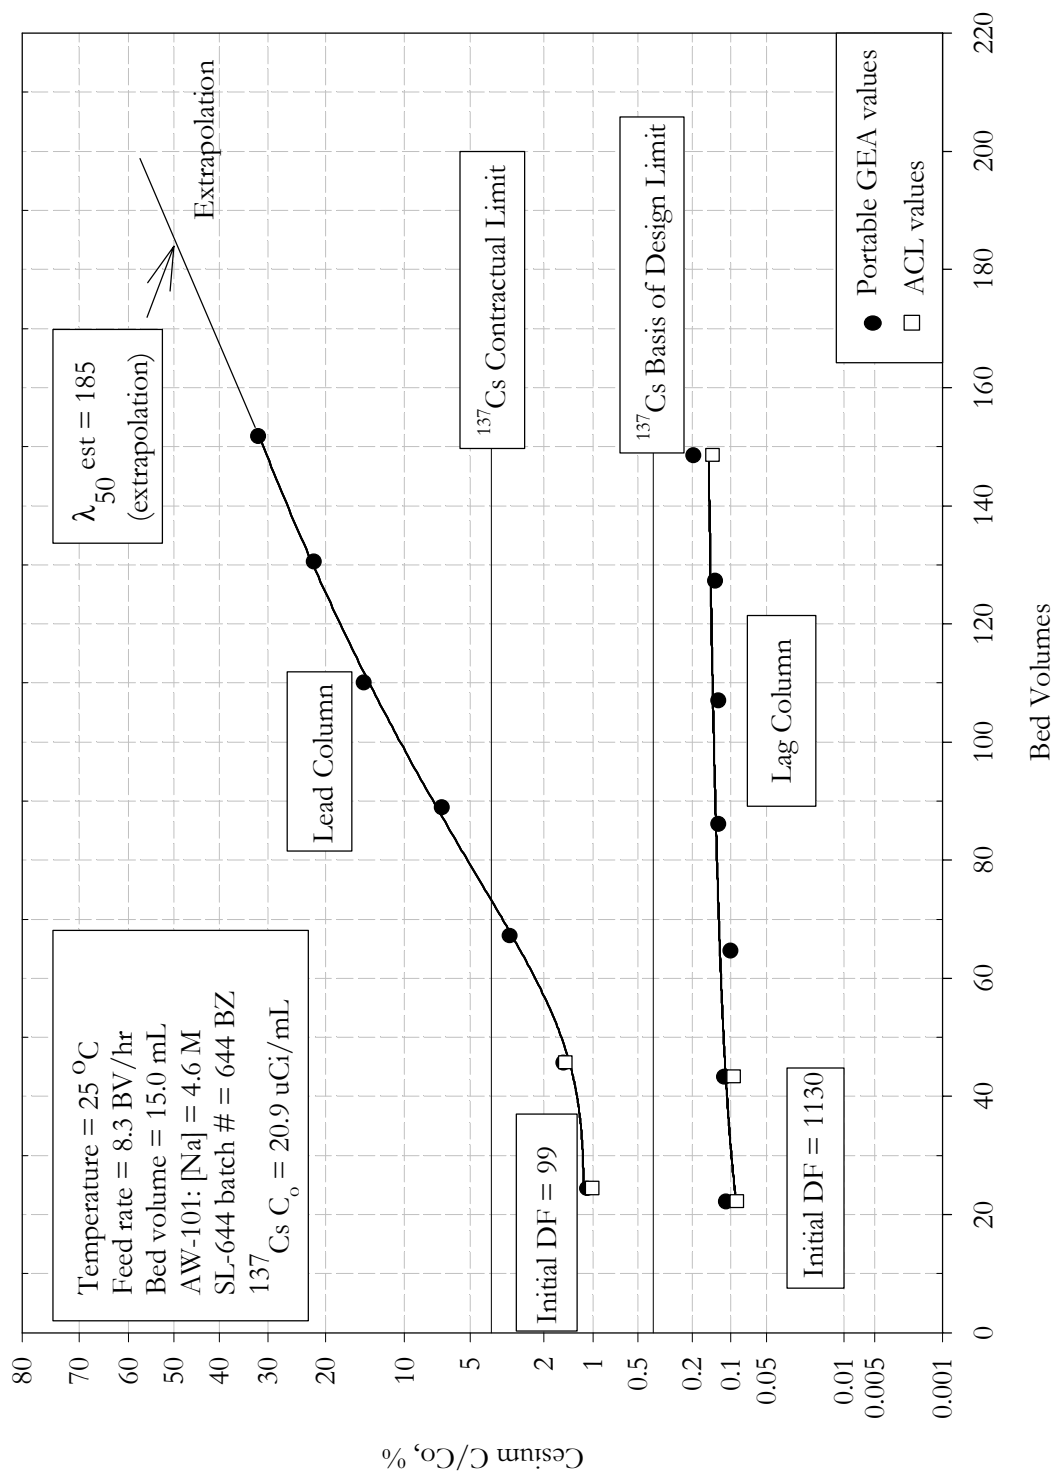 Temperature = 25 °C
Feed rate = 8.3 BV/hr
Bed volume = 15.0 mL
AW-101: [Na] = 4.6 M
SL-644 batch # = 644 BZ
137Cs Co = 20.9 uCi/mL
λ50 est = 185
(extrapolation)
Extrapolation
Lead Column
137Cs Contractual Limit
Initial DF = 99
137Cs Basis of Design Limit
Lag Column
Initial DF = 1130
Portable GEA values
ACL values
Cesium C/Co, %
80
70
60
50
40
30
20
10
5
2
1
0.5
0.2
0.1
0.05
0.01
0.005
0.001
0
20
40
60
80
100
120
140
160
180
200
220
Bed Volumes